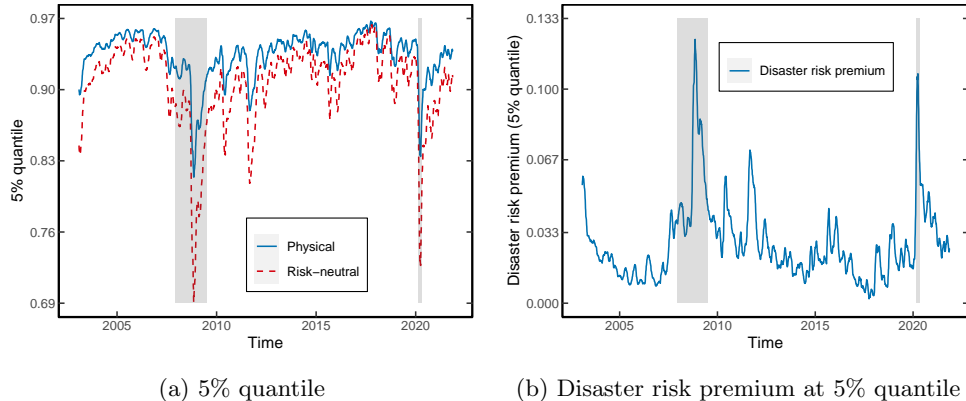 0.97
0.90
0.83
0.76
0.69
5% quantile
Physical
Risk−neutral
2005 2010 2015 2020
Time
(a) 5% quantile
0.133
0.100
0.067
0.033
0.000
Disaster risk premium (5% quantile)
Disaster risk premium
2005 2010 2015 2020
Time
(b) Disaster risk premium at 5% quantile